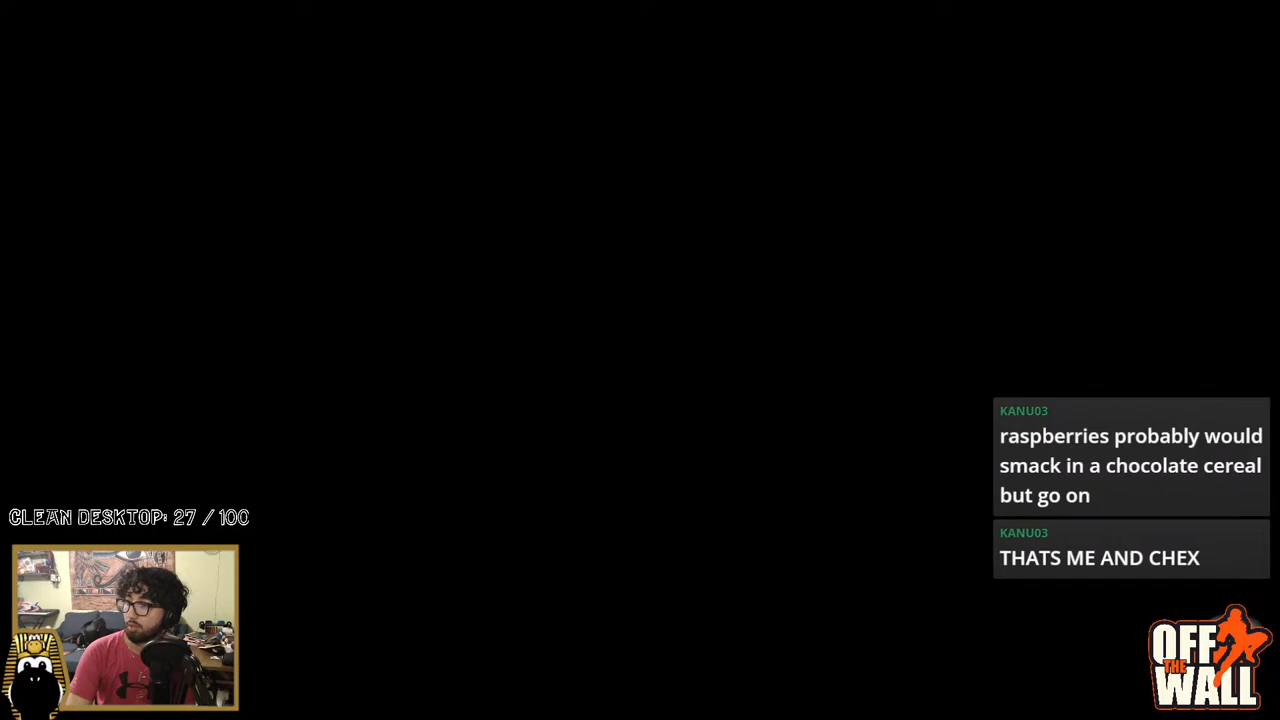 KANU03
raspberries probably would
smack in a chocolate cereal
but go on
KANU03
THATS ME AND CHEX
CLEAN DESKTOP: 27 / 100
OFF
THE
WALL